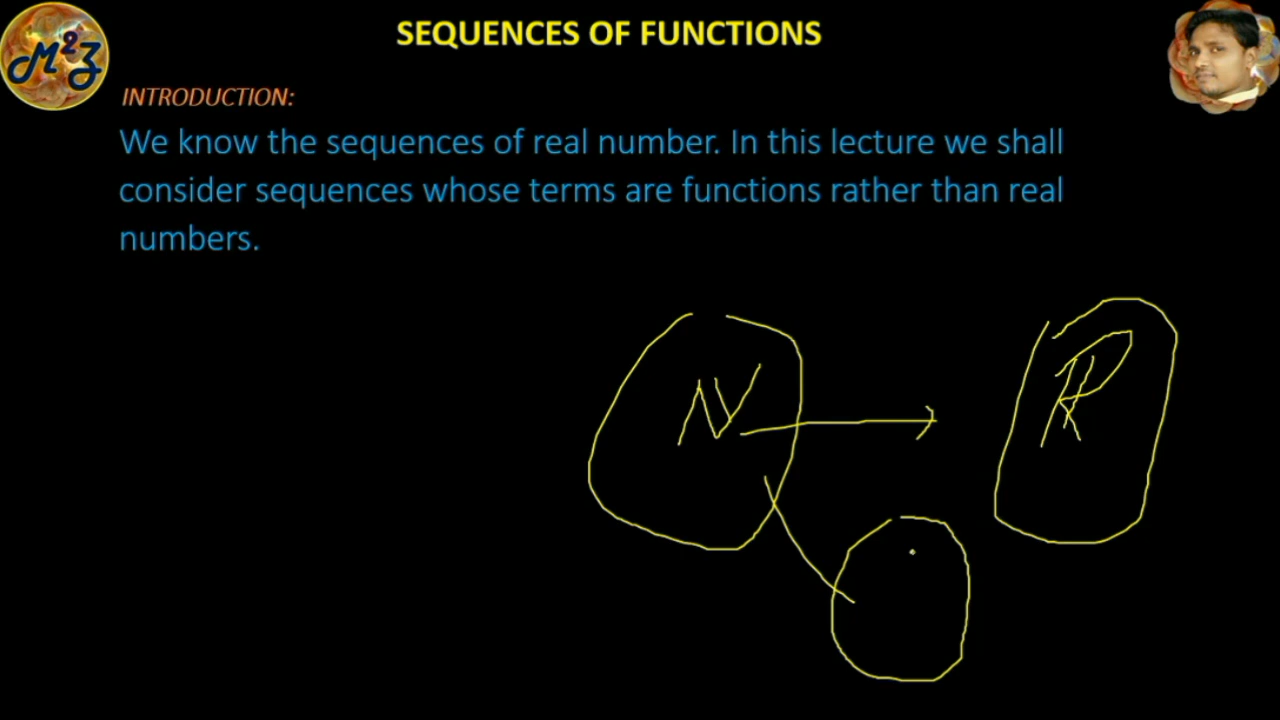 M²Z
SEQUENCES OF FUNCTIONS
INTRODUCTION:
We know the sequences of real number. In this lecture we shall
consider sequences whose terms are functions rather than real
numbers.
N
R